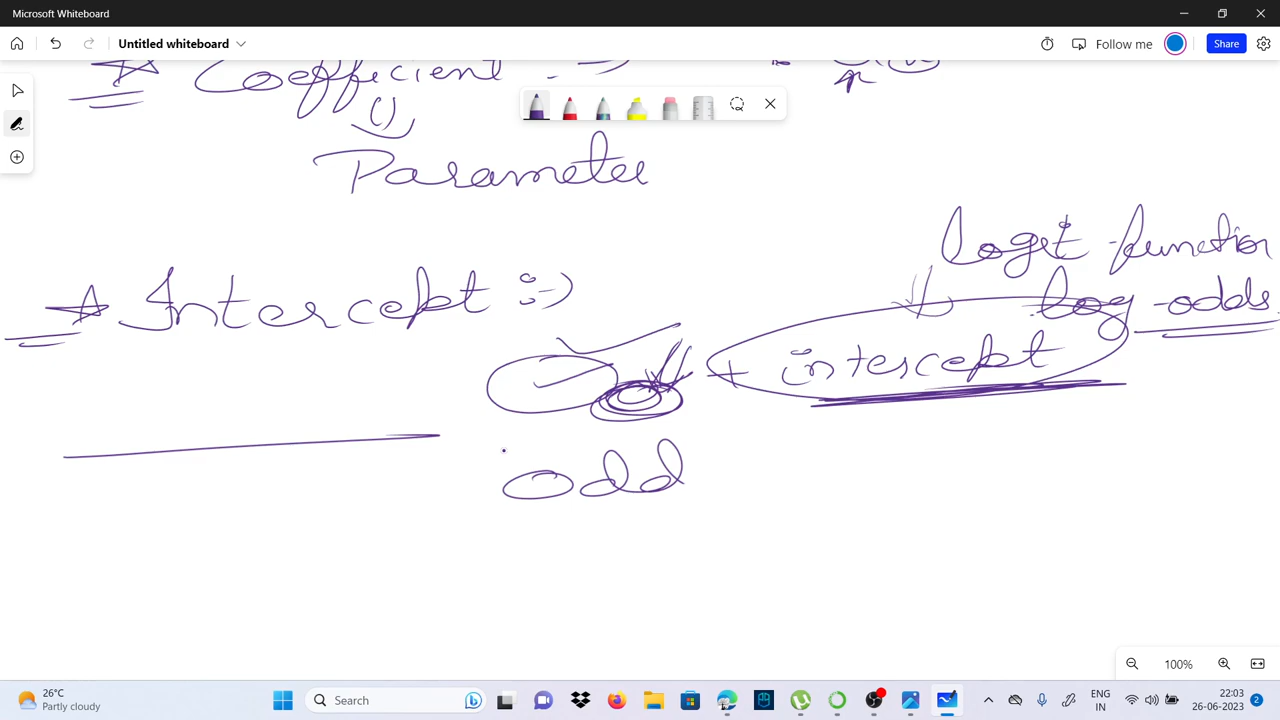 Microsoft Whiteboard
Untitled whiteboard
Follow me
Share
Coefficient :-
()
Parameter
Logit function
Intercept :-)
log-odds
+ intercept
odd
100%
26°C
Partly cloudy
Search
ENG
IN
22:03
26-06-2023
2